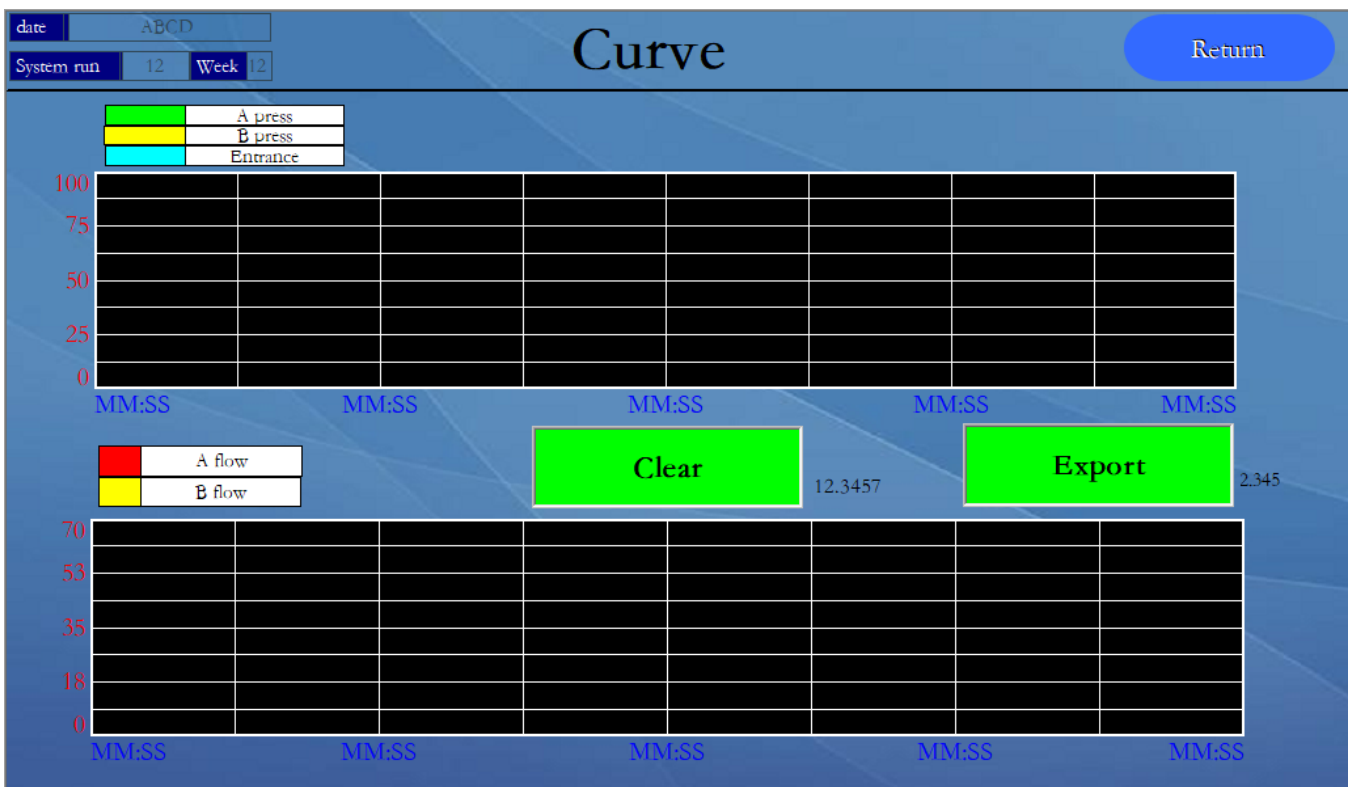 date ABCD
System run 12 Week 12
Curve
Return
A press
B press
Entrance
100
75
50
25
0
MM:SS MM:SS MM:SS MM:SS MM:SS
A flow
B flow
Clear
12.3457
Export
2.345
70
53
35
18
0
MM:SS MM:SS MM:SS MM:SS MM:SS